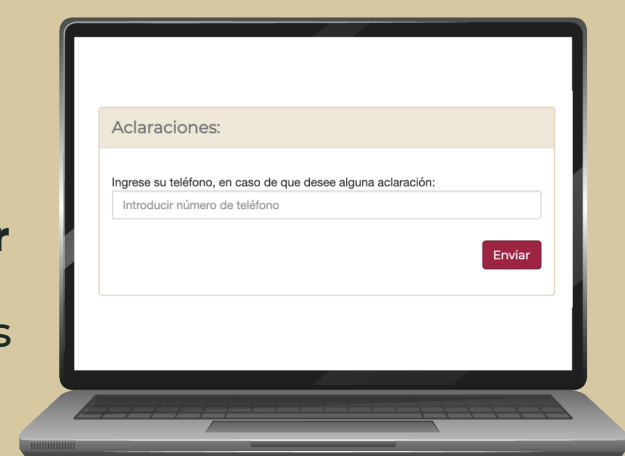 Aclaraciones:
Ingrese su teléfono, en caso de que desee alguna aclaración:
Introducir número de teléfono
Enviar